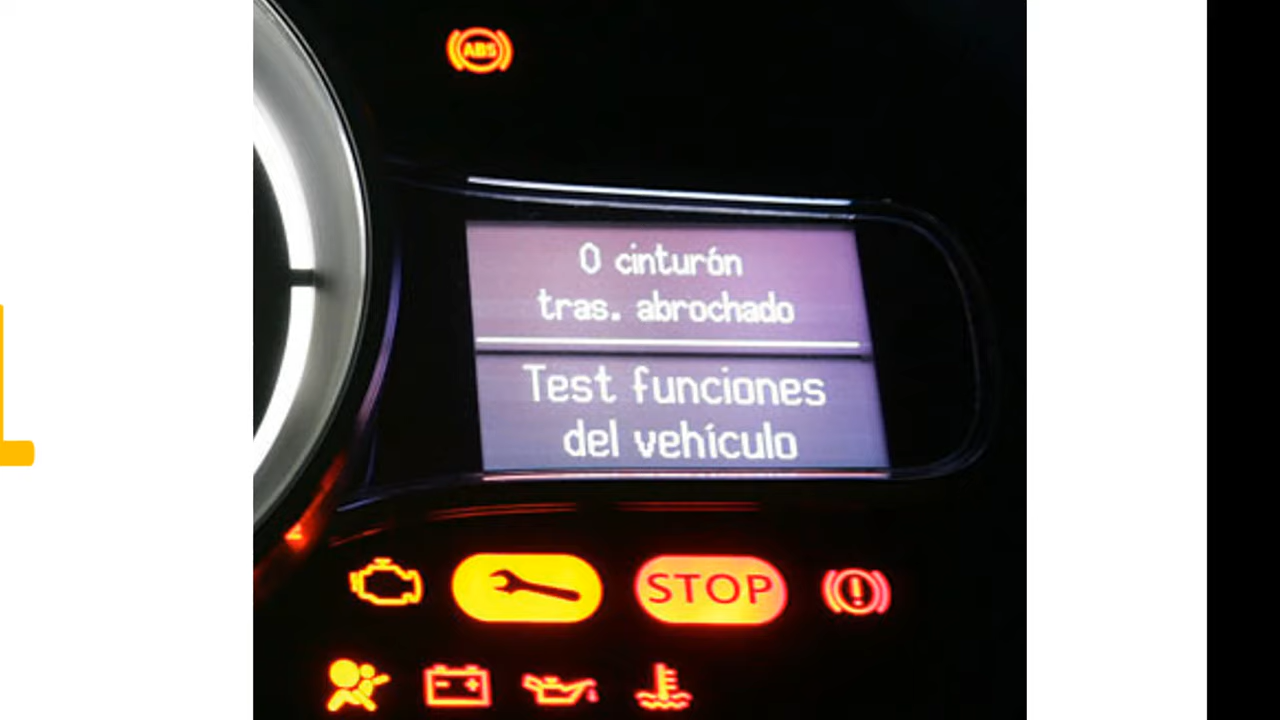 ABS
0 cinturón
tras. abrochado
Test funciones
del vehículo
STOP